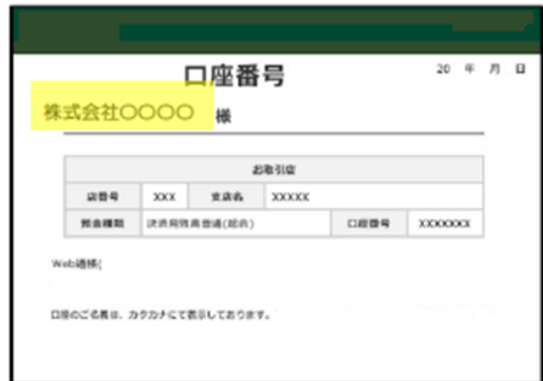 口座番号
20 年 月 日
株式会社〇〇〇〇 様
お取引店
店番号 XXX 支店名 XXXXX
預金種類 決済用普通(総合) 口座番号 XXXXXXX
Web通帳(
口座のご名義は、カタカナにて表示しております。